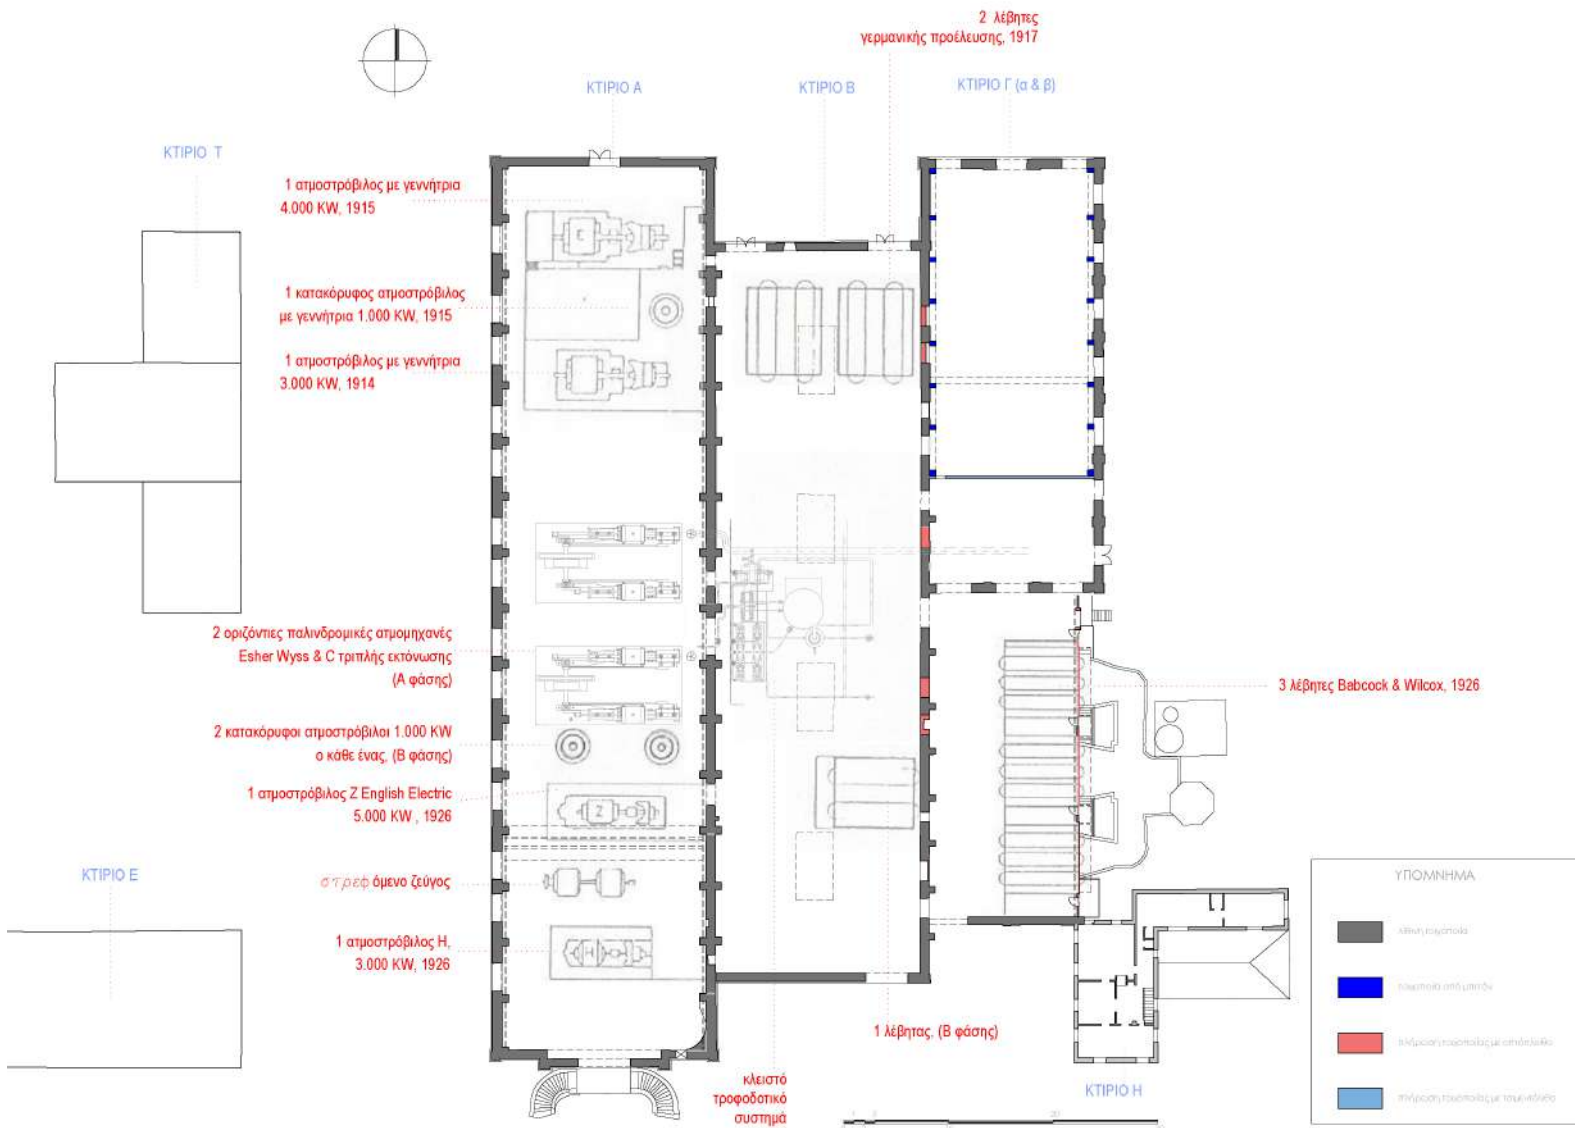 2 λέβητες
γερμανικής προέλευσης, 1917
ΚΤΙΡΙΟ Α
ΚΤΙΡΙΟ Β
ΚΤΙΡΙΟ Γ (α & β)
ΚΤΙΡΙΟ Τ
1 ατμοστρόβιλος με γεννήτρια
4.000 KW, 1915
1 κατακόρυφος ατμοστρόβιλος
με γεννήτρια 1.000 KW, 1915
1 ατμοστρόβιλος με γεννήτρια
3.000 KW, 1914
2 οριζόντιες παλινδρομικές ατμομηχανές
Esher Wyss & C τριπλής εκτόνωσης
(Α φάσης)
3 λέβητες Babcock & Wilcox, 1926
2 κατακόρυφοι ατμοστρόβιλοι 1.000 KW
ο κάθε ένας, (Β φάσης)
1 ατμοστρόβιλος Z English Electric
5.000 KW , 1926
Z
ΚΤΙΡΙΟ Ε
στρεφόμενο ζεύγος
1 ατμοστρόβιλος Η,
3.000 KW, 1926
H
1 λέβητας, (Β φάσης)
κλειστό
τροφοδοτικό
συστημά
ΚΤΙΡΙΟ Η
20
ΥΠΟΜΝΗΜΑ